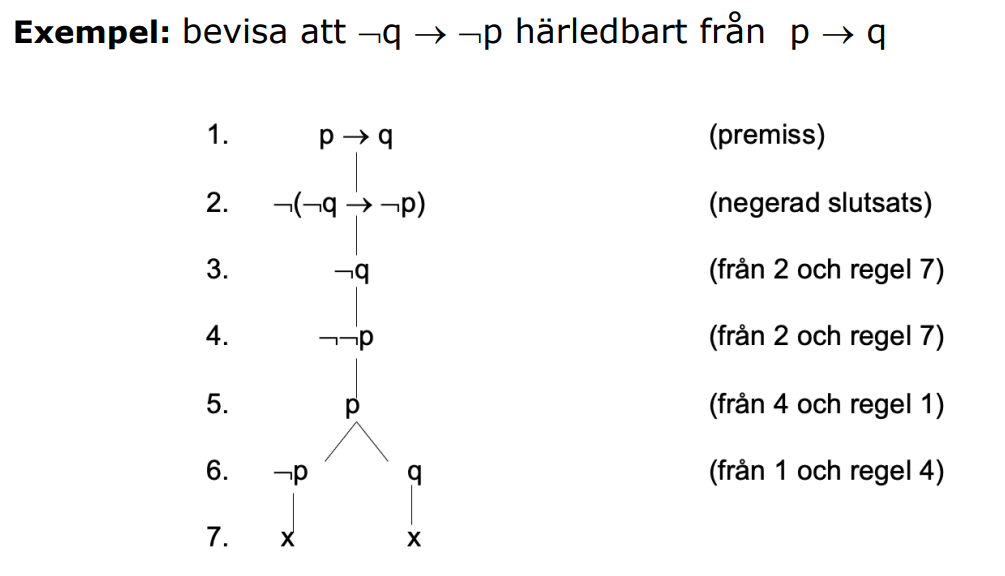 Exempel: bevisa att ¬q → ¬p härledbart från p → q
1. p → q (premiss)
2. ¬(¬q → ¬p) (negerad slutsats)
3. ¬q (från 2 och regel 7)
4. ¬¬p (från 2 och regel 7)
5. p (från 4 och regel 1)
6. ¬p q (från 1 och regel 4)
7. x x